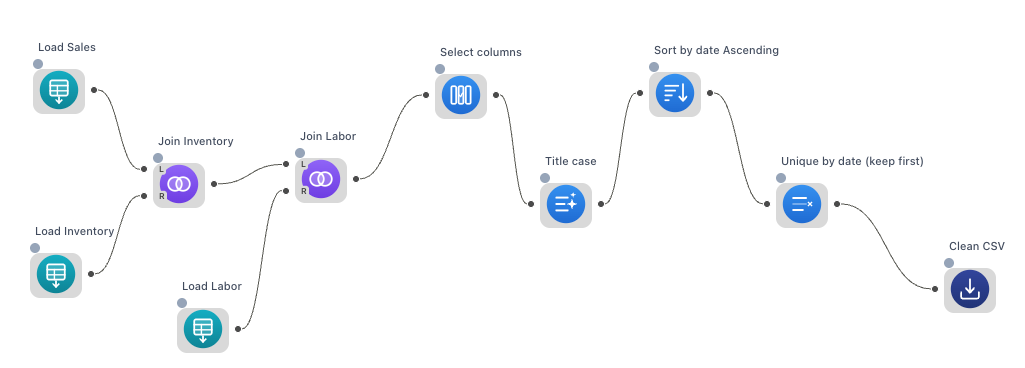 Load Sales
Select columns
Sort by date Ascending
Join Inventory
Join Labor
L
R
L
R
Title case
Unique by date (keep first)
Load Inventory
Load Labor
Clean CSV